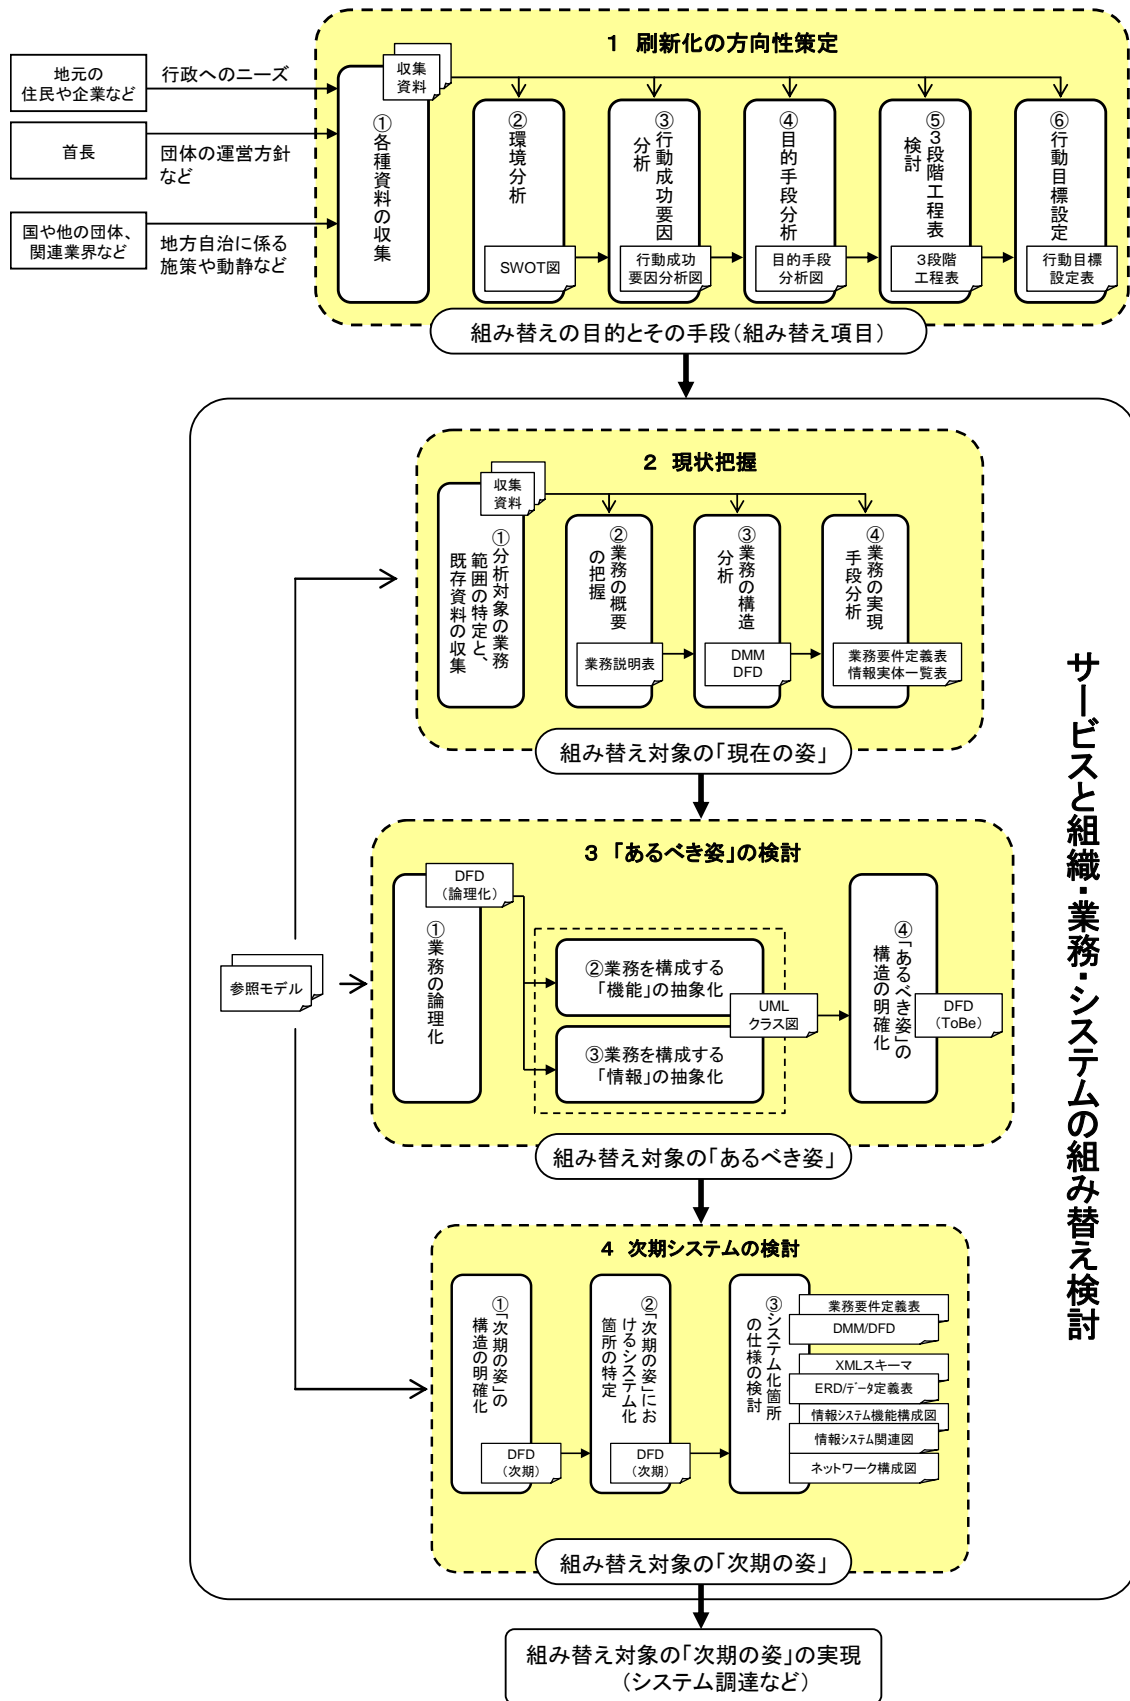 １ 刷新化の方向性策定
地元の
住民や企業など
行政へのニーズ
首長
団体の運営方針
など
国や他の団体、
関連業界など
地方自治に係る
施策や動静など
収集
資料
①各種資料の収集
②環境分析
SWOT図
③行動成功要因
分析
行動成功
要因分析図
④目的手段分析
目的手段
分析図
⑤３段階工程表
検討
３段階
工程表
⑥行動目標設定
行動目標
設定表
組み替えの目的とその手段（組み替え項目）
２ 現状把握
収集
資料
①分析対象の業務
範囲の特定と、
既存資料の収集
②業務の概要
の把握
業務説明表
③業務の構造
分析
DMM
DFD
④業務の実現
手段分析
業務要件定義表
情報実体一覧表
組み替え対象の「現在の姿」
サービスと組織・業務・システムの組み替え検討
３ 「あるべき姿」の検討
DFD
（論理化）
①業務の論理化
②業務を構成する
「機能」の抽象化
③業務を構成する
「情報」の抽象化
UML
クラス図
④「あるべき姿」の
構造の明確化
DFD
（ToBe）
参照モデル
組み替え対象の「あるべき姿」
４ 次期システムの検討
①「次期の姿」の
構造の明確化
DFD
（次期）
②「次期の姿」にお
けるシステム化
箇所の特定
DFD
（次期）
③システム化箇所
の仕様の検討
業務要件定義表
DMM/DFD
XMLスキーマ
ERD/ﾃﾞｰﾀ定義表
情報ｼｽﾃﾑ機能構成図
情報ｼｽﾃﾑ関連図
ネットワーク構成図
組み替え対象の「次期の姿」
組み替え対象の「次期の姿」の実現
（システム調達など）